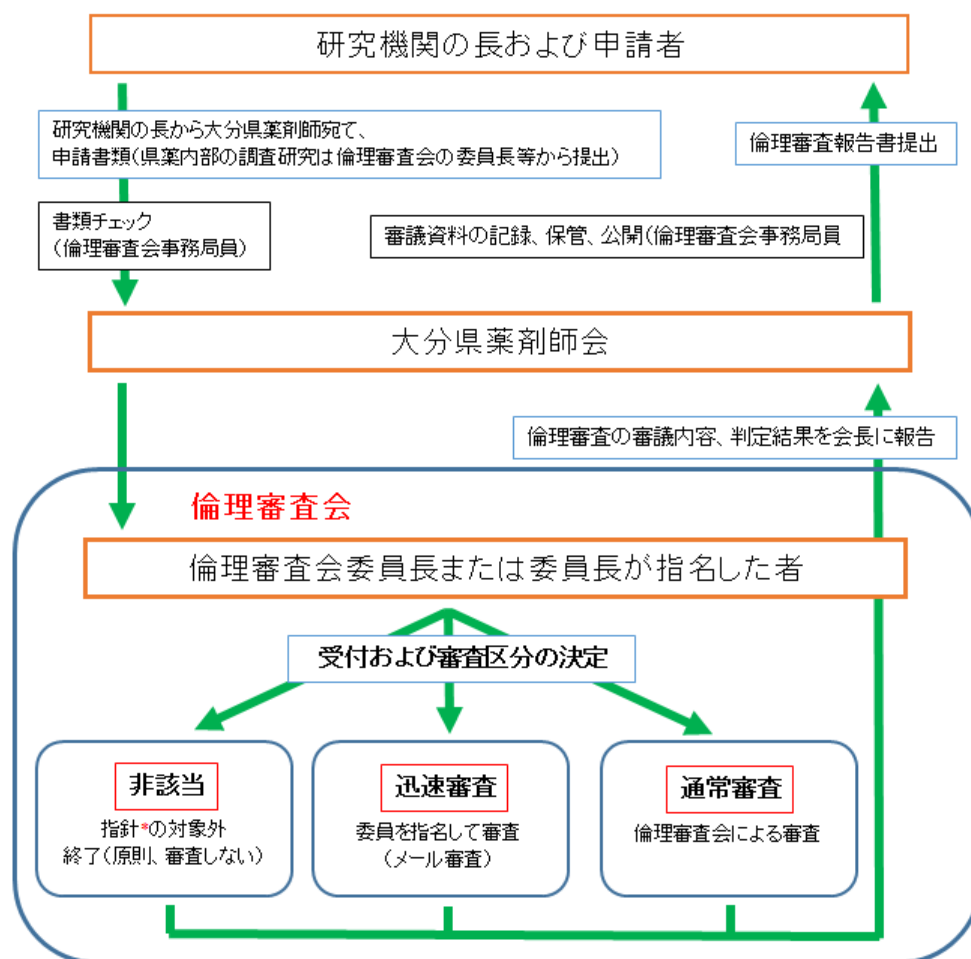 研究機関の長および申請者
研究機関の長から大分県薬剤師宛て、
申請書類(県薬内部の調査研究は倫理審査会の委員長等から提出)
倫理審査報告書提出
書類チェック
(倫理審査会事務局員)
審議資料の記録、保管、公開(倫理審査会事務局員
大分県薬剤師会
倫理審査の審議内容、判定結果を会長に報告
倫理審査会
倫理審査会委員長または委員長が指名した者
受付および審査区分の決定
非該当
指針*の対象外
終了(原則、審査しない)
迅速審査
委員を指名して審査
(メール審査)
通常審査
倫理審査会による審査